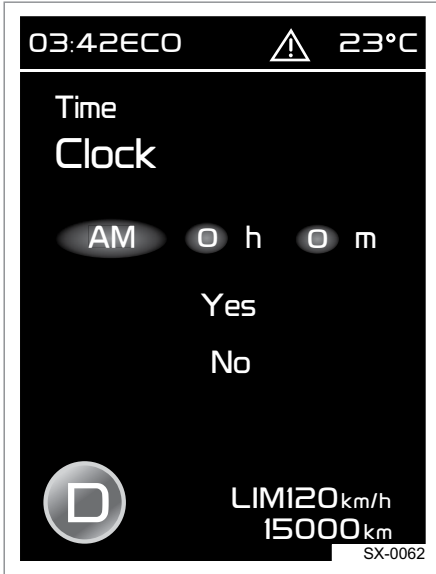 03:42ECO 23°C
Time
Clock
AM 0 h 0 m
Yes
No
D LIM120km/h
15000km
SX-0062